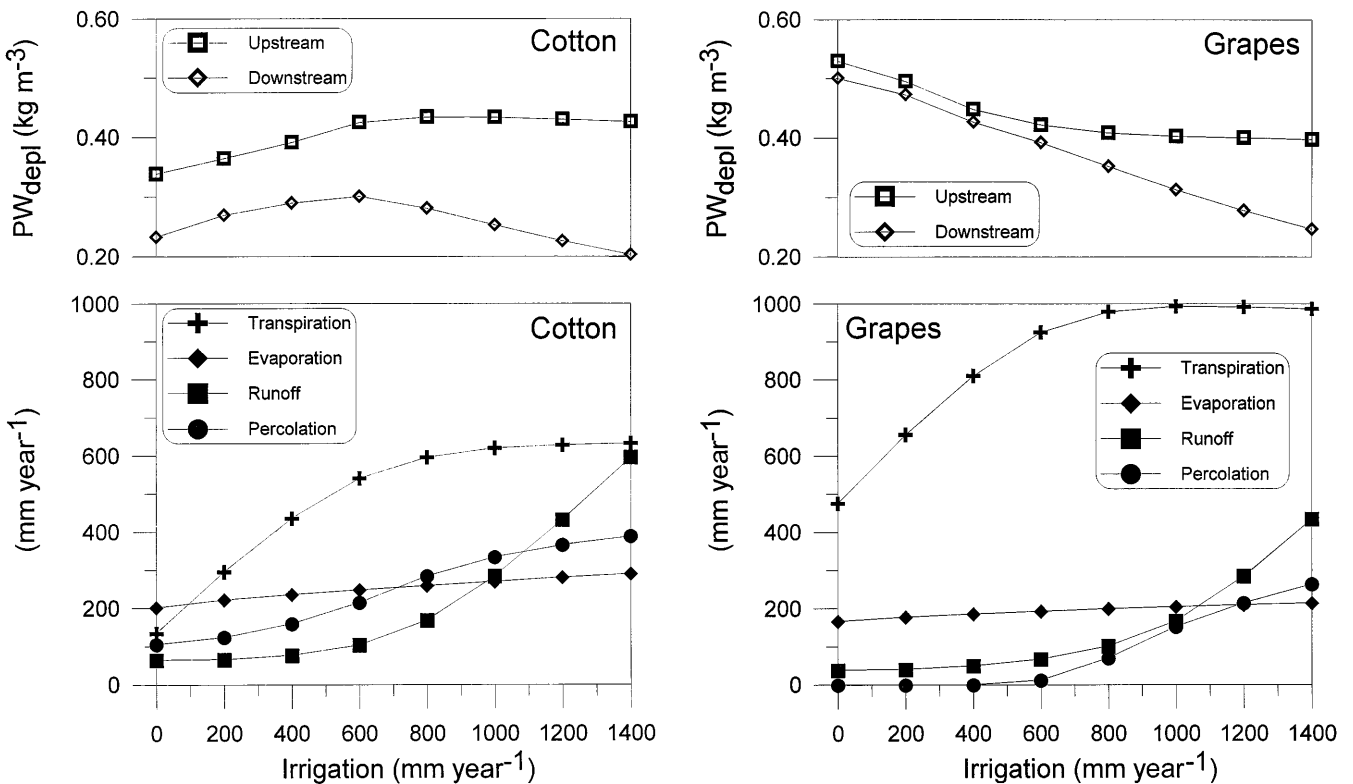 0.60
0.40
0.20
PWdepl (kg m-3)
Upstream
Downstream
Cotton
0.60
0.40
0.20
PWdepl (kg m-3)
Grapes
Upstream
Downstream
1000
800
600
400
200
0
(mm year-1)
Transpiration
Evaporation
Runoff
Percolation
Cotton
0 200 400 600 800 1000 1200 1400
Irrigation (mm year-1)
1000
800
600
400
200
0
(mm year-1)
Grapes
Transpiration
Evaporation
Runoff
Percolation
0 200 400 600 800 1000 1200 1400
Irrigation (mm year-1)